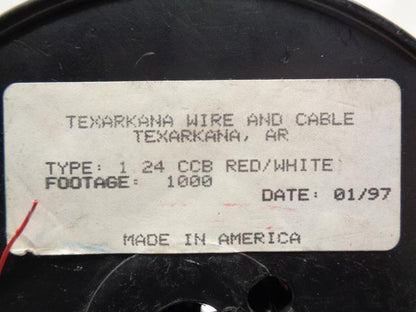 TEXARKANA WIRE AND CABLE
TEXARKANA, AR
TYPE: 1 24 CCB RED/WHITE
FOOTAGE: 1000
DATE: 01/97
MADE IN AMERICA